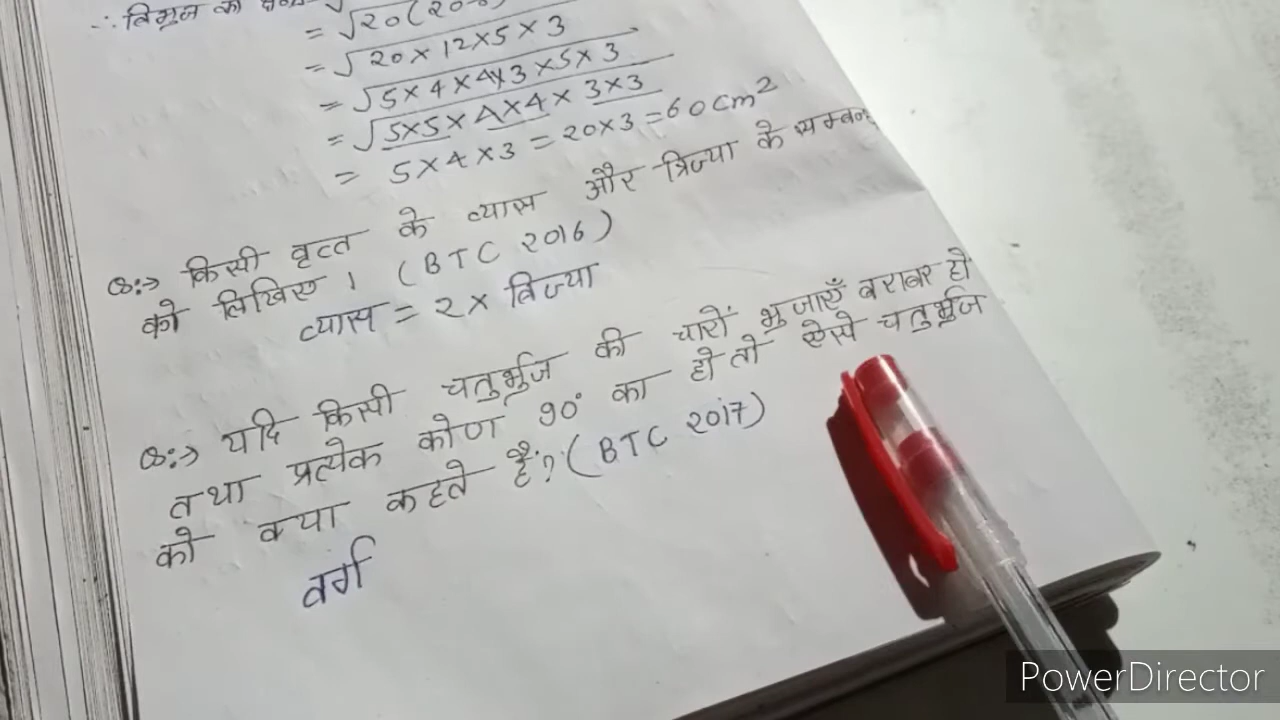 ∴ त्रिभुज का
= √20(20-8)
= √20×12×5×3
= √5×4×4×3×5×3
= √5×5×4×4×3×3
= 5×4×3 = 20×3 = 60 cm²
Q:→ किसी वृत्त के व्यास और त्रिज्या के सम्बन्ध
को लिखिए। (BTC 2016)
व्यास = 2 × त्रिज्या
Q:→ यदि किसी चतुर्भुज की चारों भुजाएँ बराबर हों
तथा प्रत्येक कोण 90° का हो तो ऐसे चतुर्भुज
को क्या कहते हैं? (BTC 2017)
वर्ग
PowerDirector